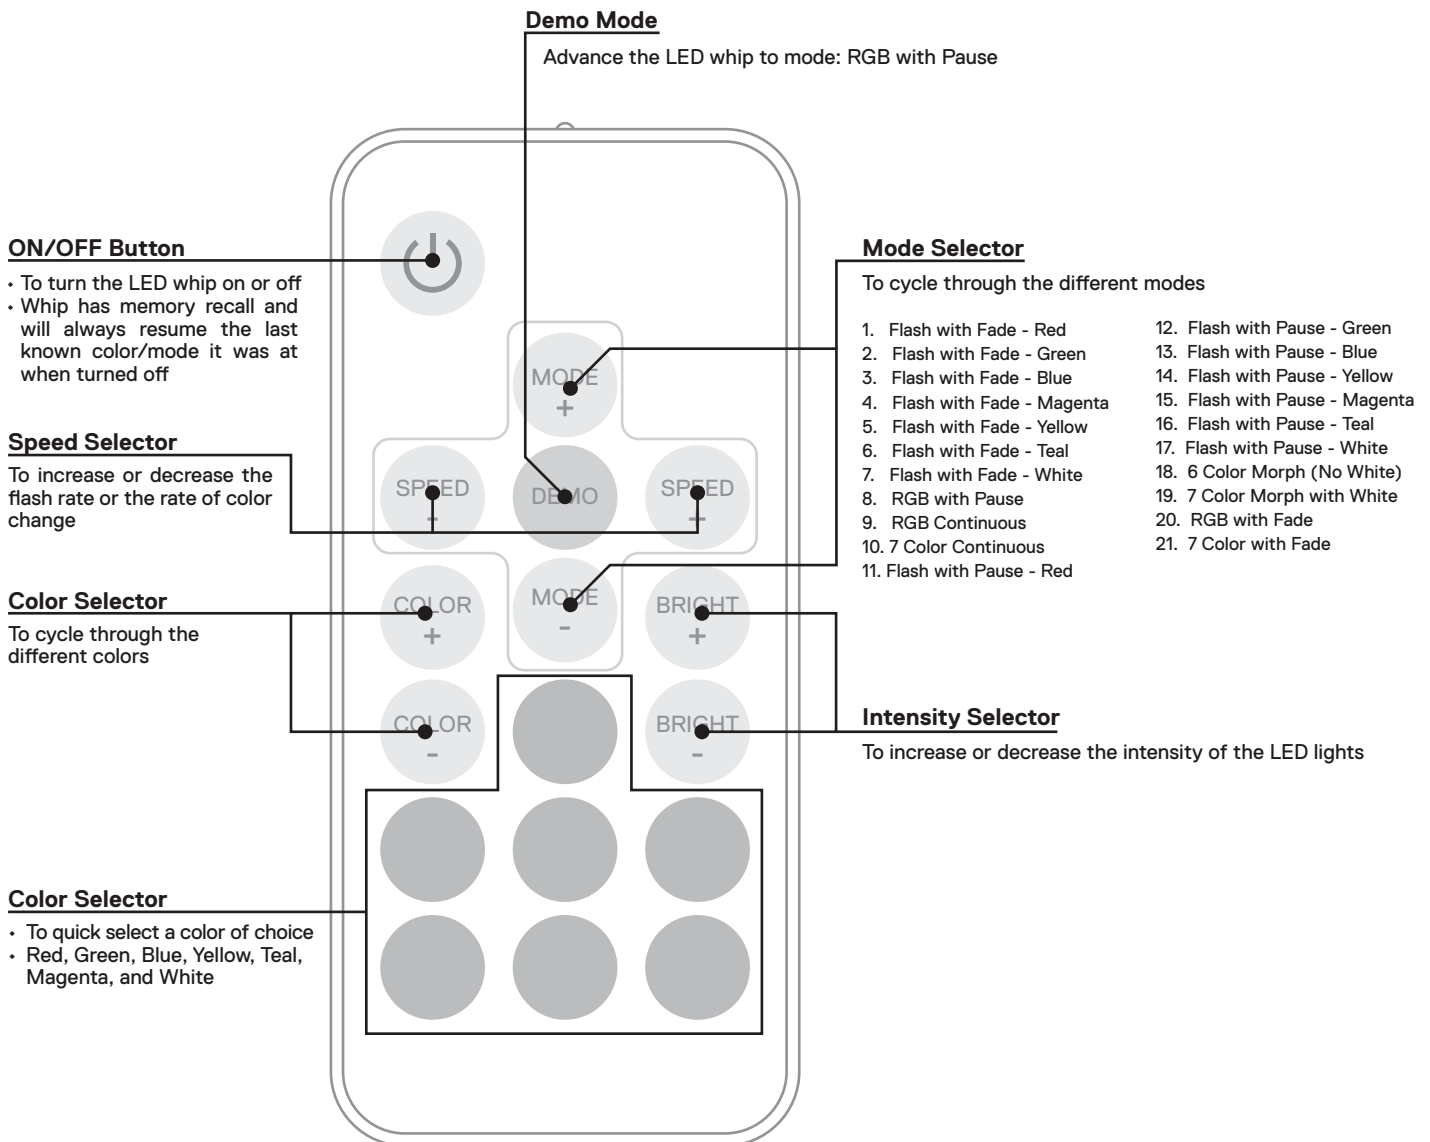 Demo Mode
Advance the LED whip to mode: RGB with Pause
ON/OFF Button
• To turn the LED whip on or off
• Whip has memory recall and
will always resume the last
known color/mode it was at
when turned off
Speed Selector
To increase or decrease the
flash rate or the rate of color
change
Color Selector
To cycle through the
different colors
Color Selector
• To quick select a color of choice
• Red, Green, Blue, Yellow, Teal,
Magenta, and White
MODE
+
SPEED
-
DEMO
SPEED
+
MODE
-
COLOR
+
BRIGHT
+
COLOR
-
BRIGHT
-
Mode Selector
To cycle through the different modes
1. Flash with Fade - Red
2. Flash with Fade - Green
3. Flash with Fade - Blue
4. Flash with Fade - Magenta
5. Flash with Fade - Yellow
6. Flash with Fade - Teal
7. Flash with Fade - White
8. RGB with Pause
9. RGB Continuous
10. 7 Color Continuous
11. Flash with Pause - Red
12. Flash with Pause - Green
13. Flash with Pause - Blue
14. Flash with Pause - Yellow
15. Flash with Pause - Magenta
16. Flash with Pause - Teal
17. Flash with Pause - White
18. 6 Color Morph (No White)
19. 7 Color Morph with White
20. RGB with Fade
21. 7 Color with Fade
Intensity Selector
To increase or decrease the intensity of the LED lights